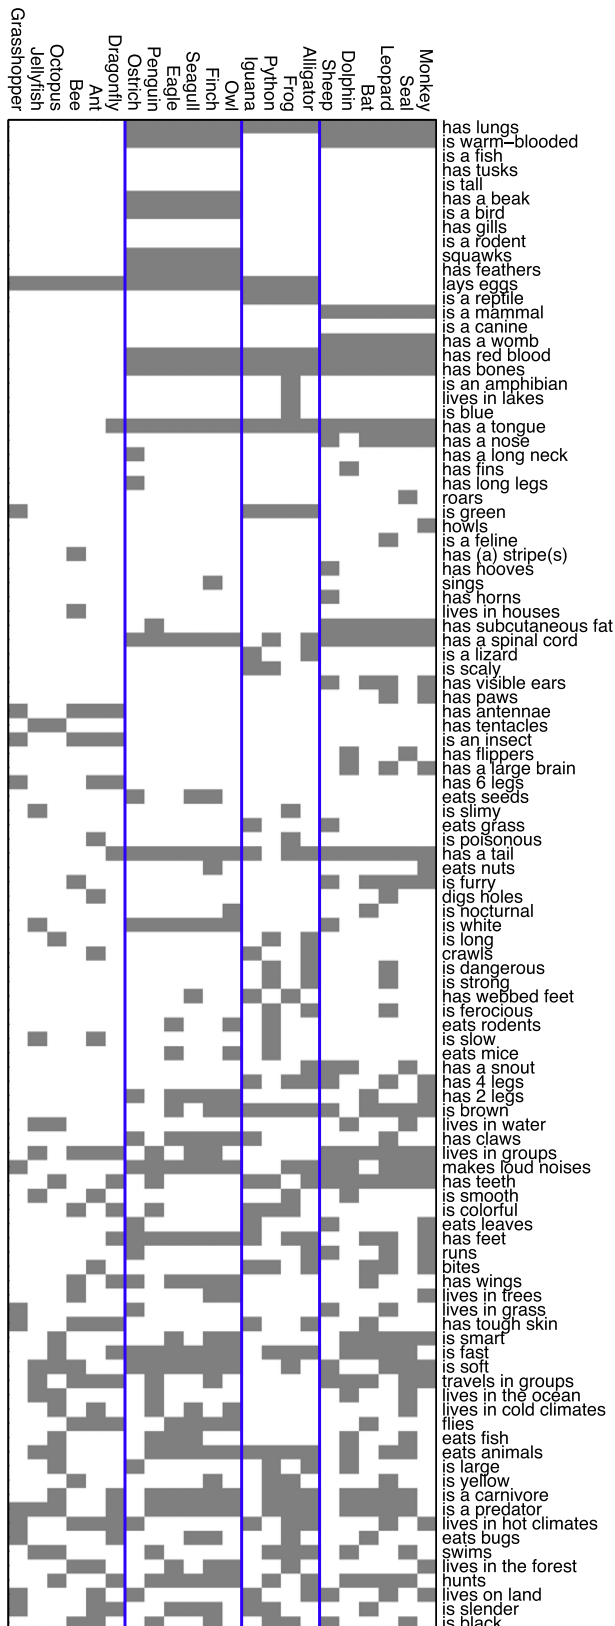 Grasshopper
Jellyfish
Octopus
Bee
Ant
Dragonfly
Ostrich
Penguin
Eagle
Seagull
Finch
Owl
Iguana
Python
Frog
Alligator
Sheep
Dolphin
Bat
Leopard
Seal
Monkey
has lungs
is warm–blooded
is a fish
has tusks
is tall
has a beak
is a bird
has gills
is a rodent
squawks
has feathers
lays eggs
is a reptile
is a mammal
is a canine
has a womb
has red blood
has bones
is an amphibian
lives in lakes
is blue
has a tongue
has a nose
has a long neck
has fins
has long legs
roars
is green
howls
is a feline
has (a) stripe(s)
has hooves
sings
has horns
lives in houses
has subcutaneous fat
has a spinal cord
is a lizard
is scaly
has visible ears
has paws
has antennae
has tentacles
is an insect
has flippers
has a large brain
has 6 legs
eats seeds
is slimy
eats grass
is poisonous
has a tail
eats nuts
is furry
digs holes
is nocturnal
is white
is long
crawls
is dangerous
is strong
has webbed feet
is ferocious
eats rodents
is slow
eats mice
has a snout
has 4 legs
has 2 legs
is brown
lives in water
has claws
lives in groups
makes loud noises
has teeth
is smooth
is colorful
eats leaves
has feet
runs
bites
has wings
lives in trees
lives in grass
has tough skin
is smart
is fast
is soft
travels in groups
lives in the ocean
lives in cold climates
flies
eats fish
eats animals
is large
is yellow
is a carnivore
is a predator
lives in hot climates
eats bugs
swims
lives in the forest
hunts
lives on land
is slender
is black